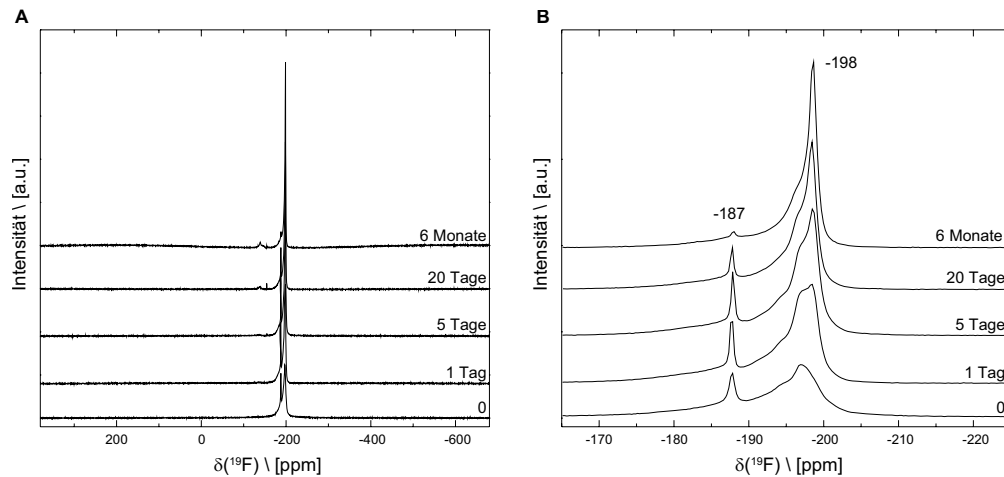 A
Intensität \ [a.u.]
6 Monate
20 Tage
5 Tage
1 Tag
0
200
0
-200
-400
-600
δ(¹⁹F) \ [ppm]
B
Intensität \ [a.u.]
-198
-187
6 Monate
20 Tage
5 Tage
1 Tag
0
-170
-180
-190
-200
-210
-220
δ(¹⁹F) \ [ppm]